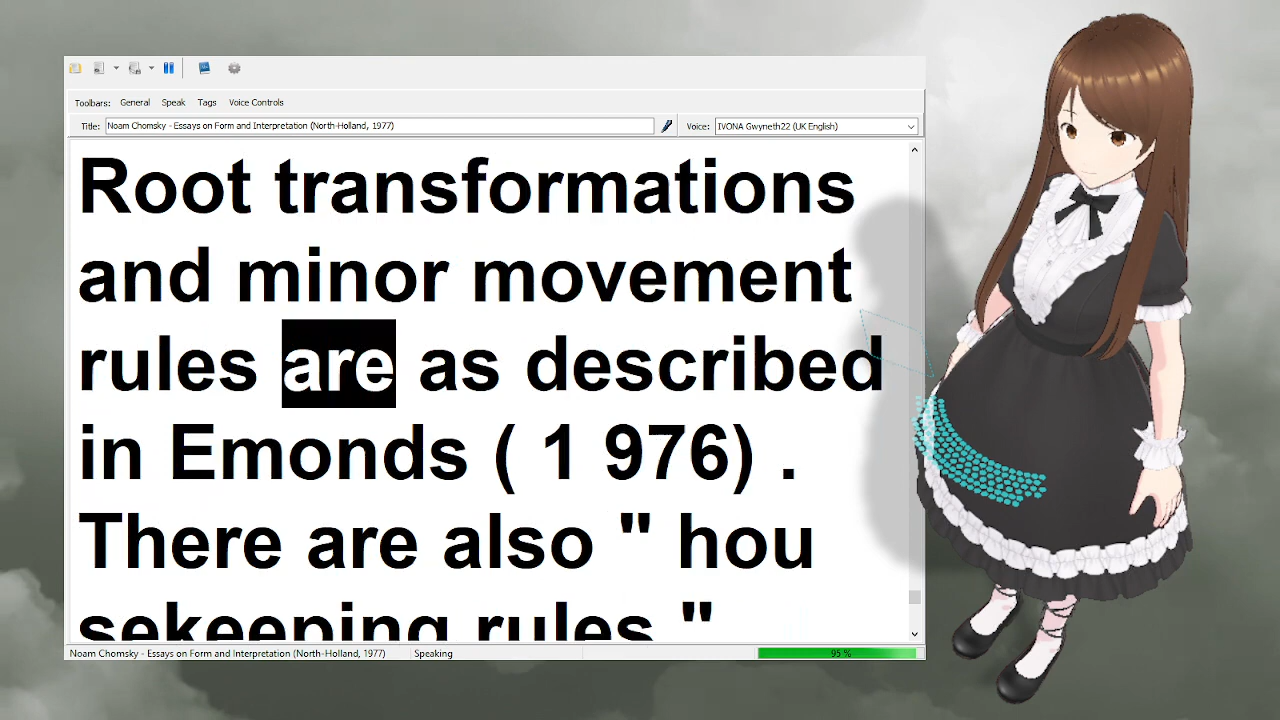 Toolbars: General Speak Tags Voice Controls
Title: Noam Chomsky - Essays on Form and Interpretation (North-Holland, 1977) Voice: IVONA Gwyneth22 (UK English)
Root transformations
and minor movement
rules are as described
in Emonds ( 1 976) .
There are also " hou
sekeeping rules "
Noam Chomsky - Essays on Form and Interpretation (North-Holland, 1977) Speaking 95 %